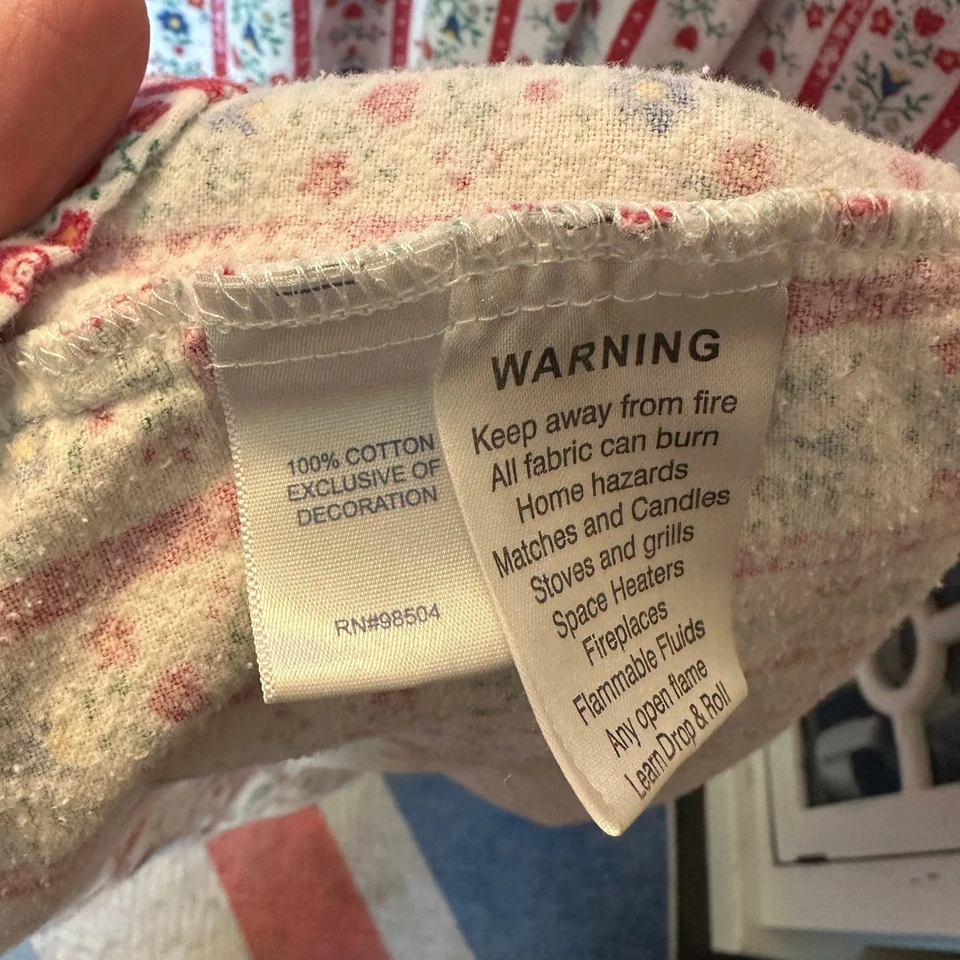 100% COTTON
EXCLUSIVE OF
DECORATION
RN#98504
WARNING
Keep away from fire
All fabric can burn
Home hazards
Matches and Candles
Stoves and grills
Space Heaters
Fireplaces
Flammable Fluids
Any open flame
Learn Drop & Roll